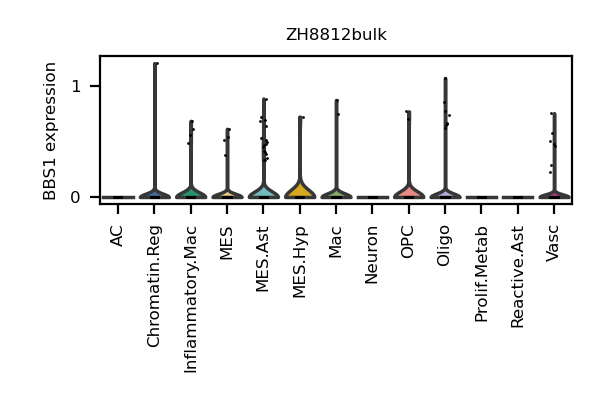 ZH8812bulk
BBS1 expression
1
0
AC
Chromatin.Reg
Inflammatory.Mac
MES
MES.Ast
MES.Hyp
Mac
Neuron
OPC
Oligo
Prolif.Metab
Reactive.Ast
Vasc